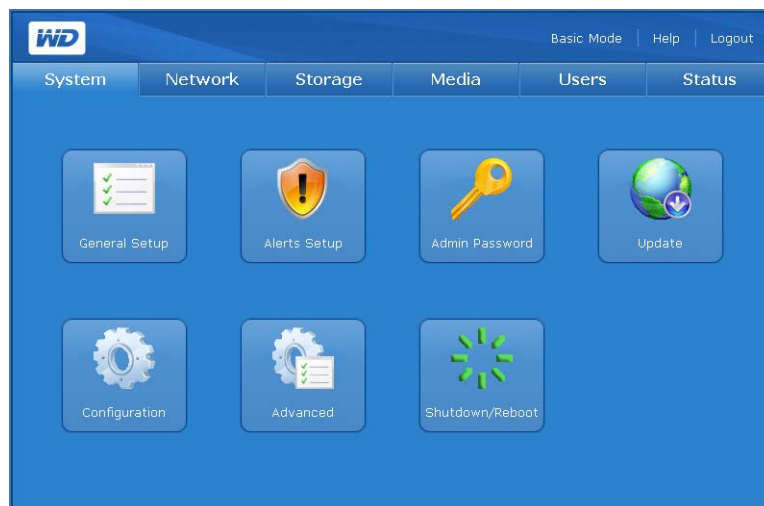 WD
Basic Mode Help Logout
System Network Storage Media Users Status
General Setup Alerts Setup Admin Password Update
Configuration Advanced Shutdown/Reboot